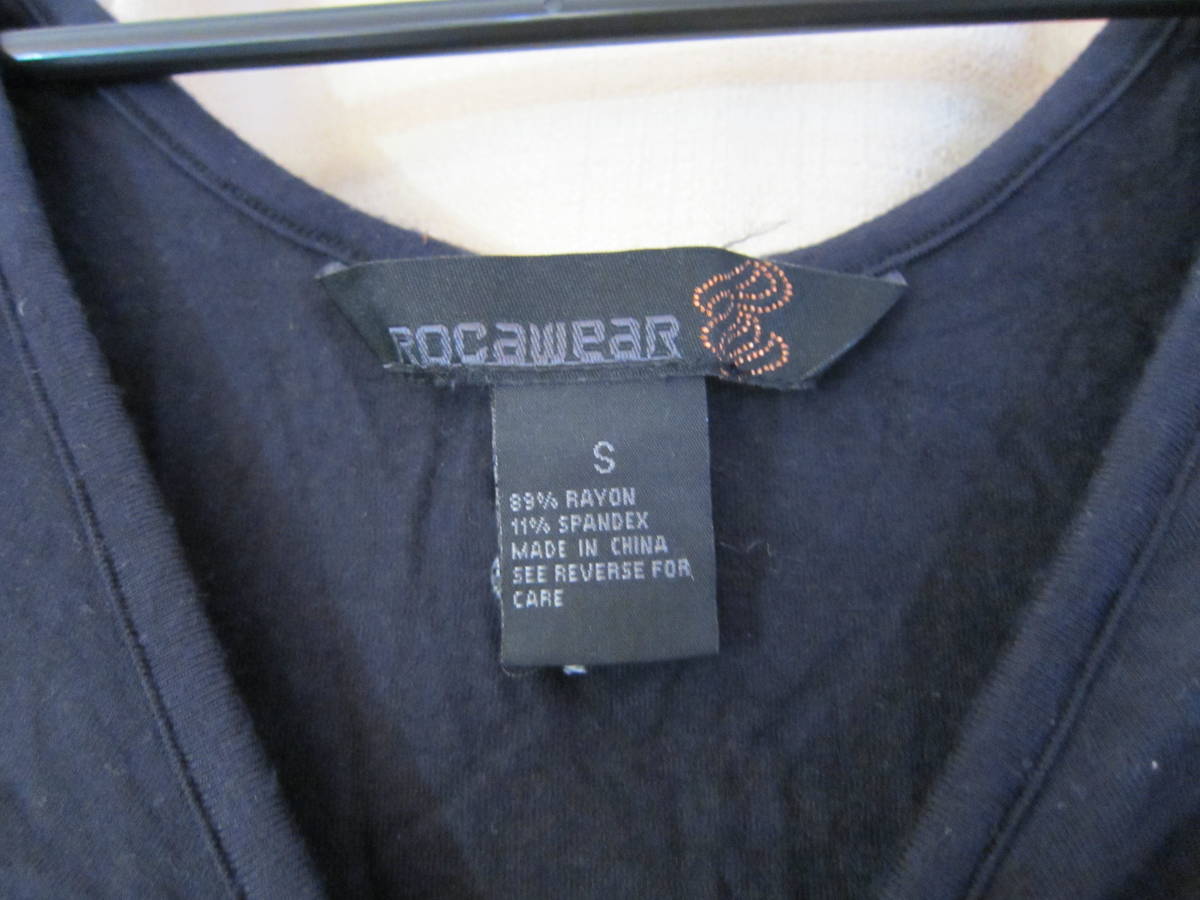 ROCAWEAR
S
89% RAYON
11% SPANDEX
MADE IN CHINA
SEE REVERSE FOR
CARE